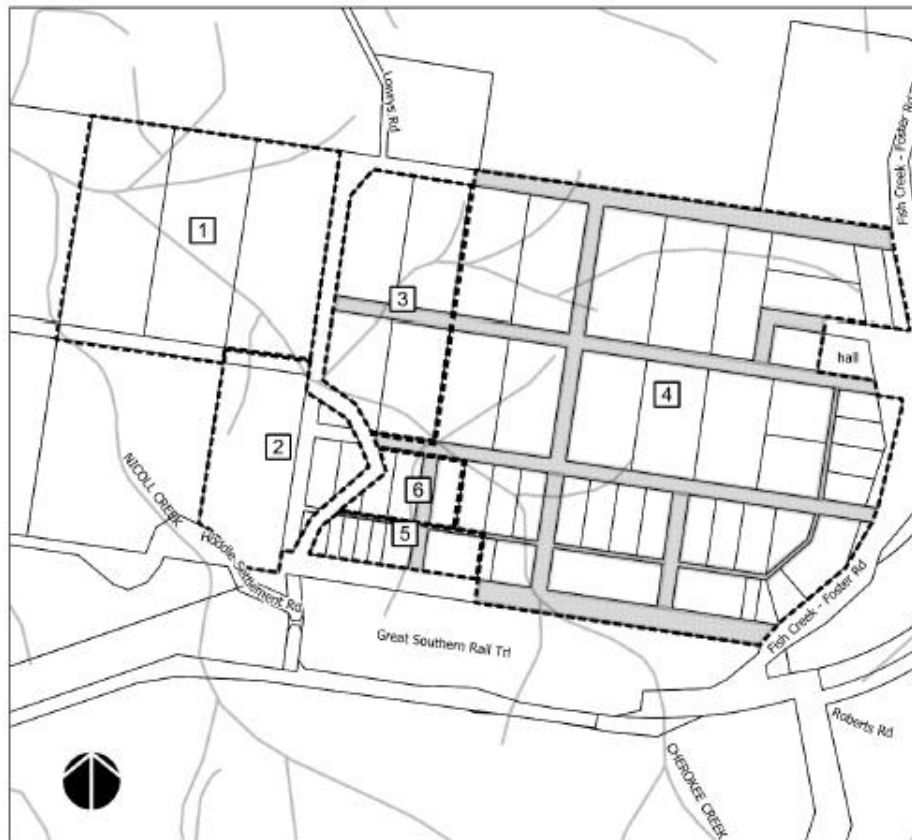 Lowrys Rd
Fish Creek - Foster Rd
1
3
hall
4
2
6
5
NICOLL CREEK
Hoddle-Settlement Rd
Great Southern Rail Trl
Fish Creek - Foster Rd
Roberts Rd
CHEROKEE CREEK